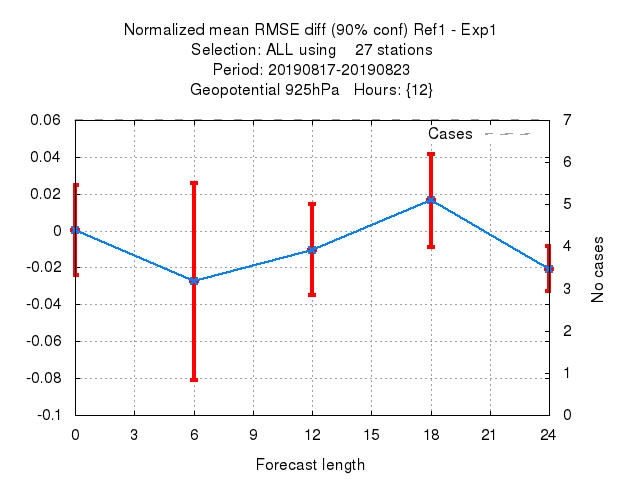 Normalized mean RMSE diff (90% conf) Ref1 - Exp1
Selection: ALL using    27 stations
Period: 20190817-20190823
Geopotential 925hPa   Hours: {12}
Cases
0.06
0.04
0.02
0
-0.02
-0.04
-0.06
-0.08
-0.1
7
6
5
4
3
2
1
0
No cases
0 3 6 9 12 15 18 21 24
Forecast length